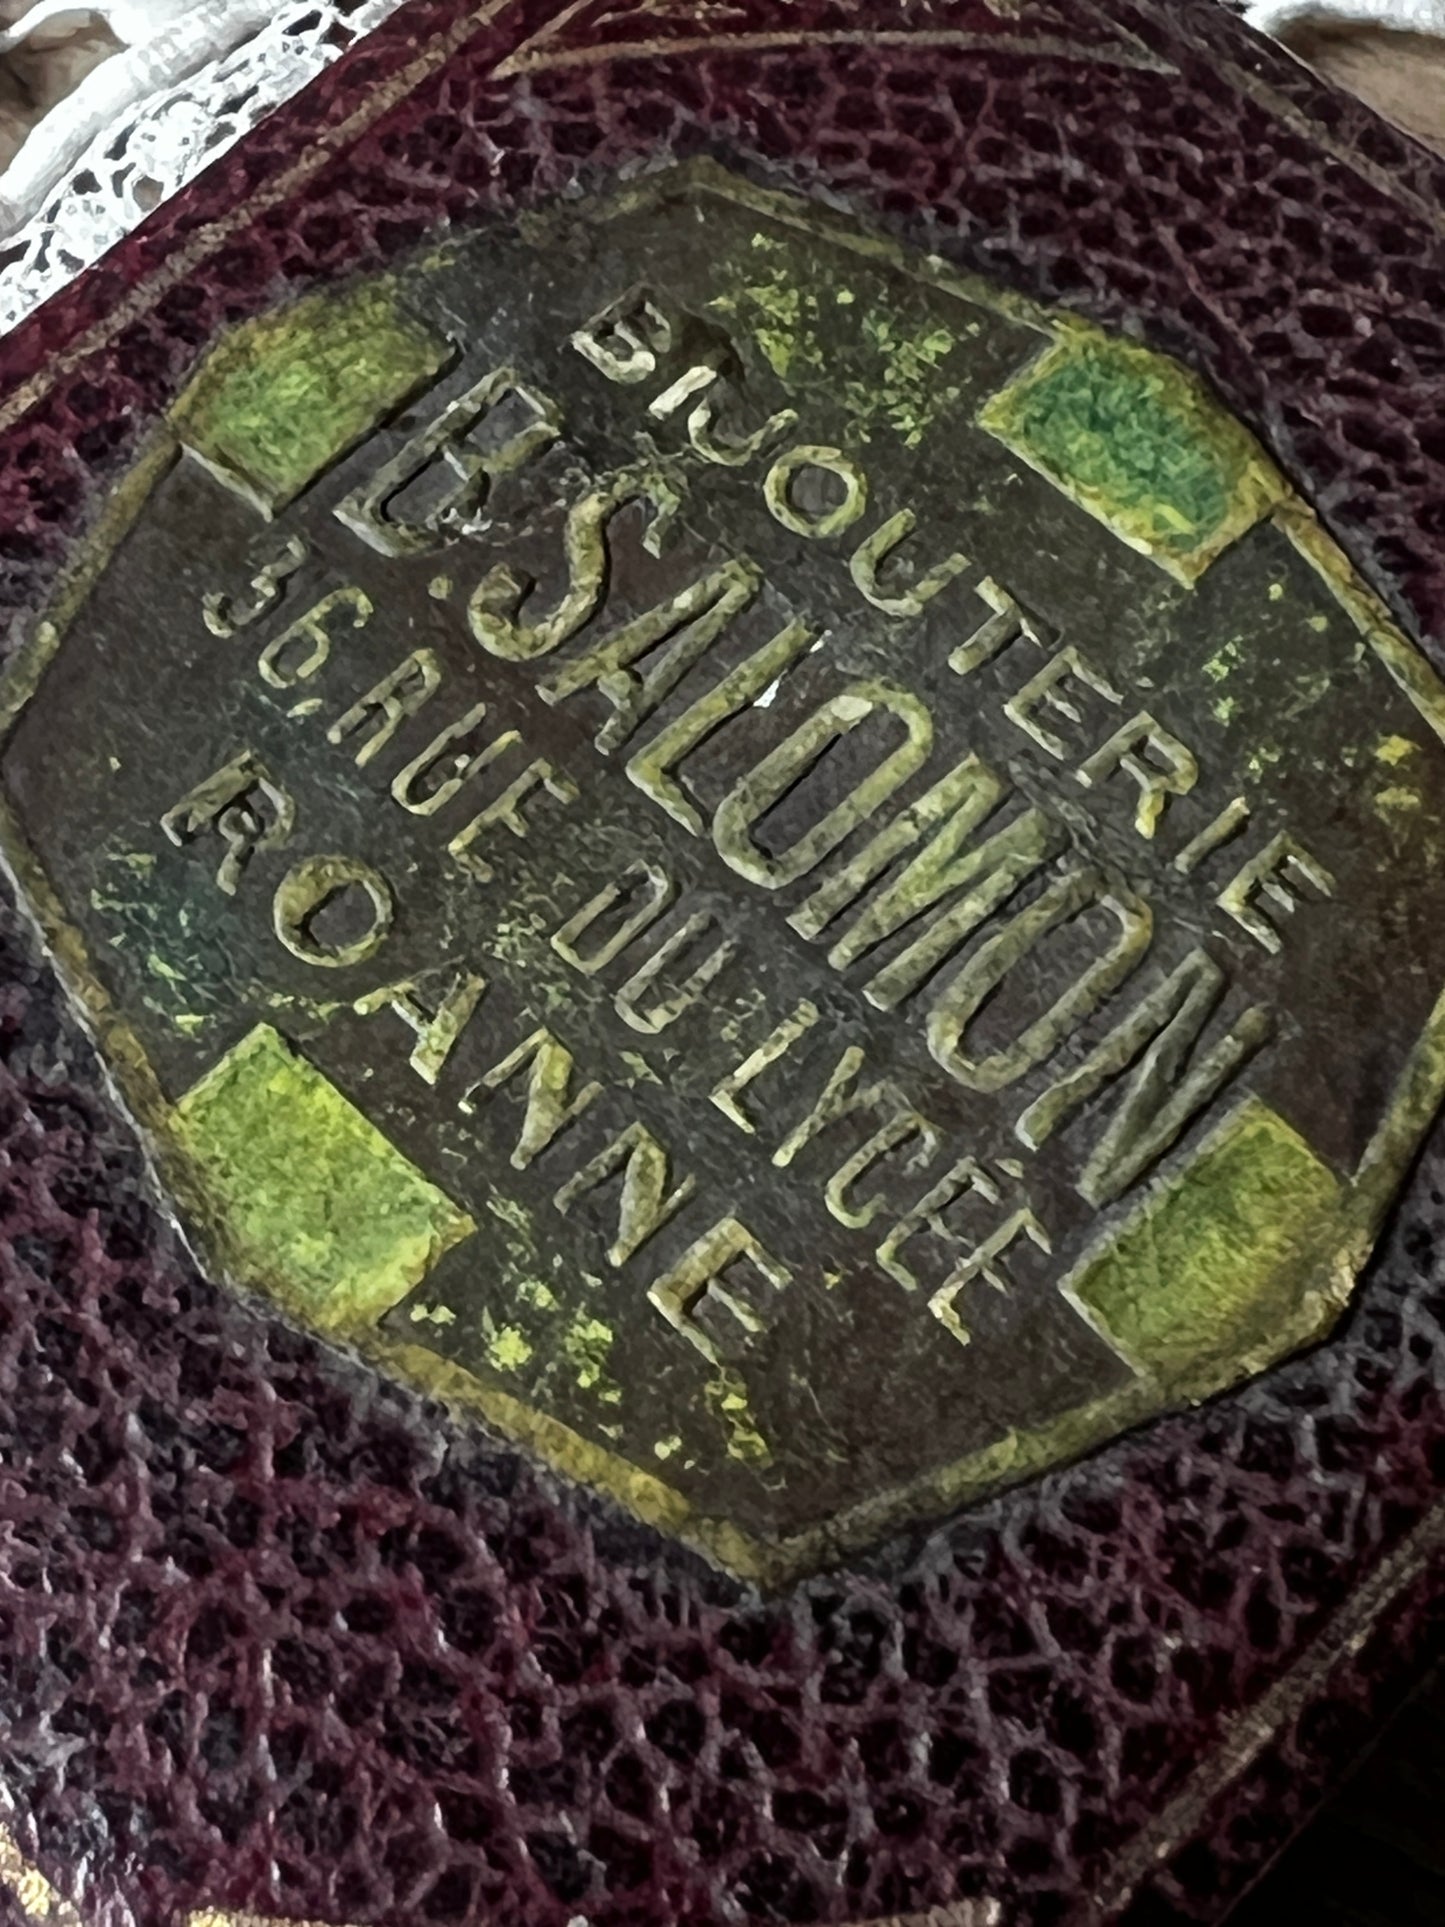 BIJOUTERIE
B. SALOMON
36, RUE DU LYCÉE
ROANNE